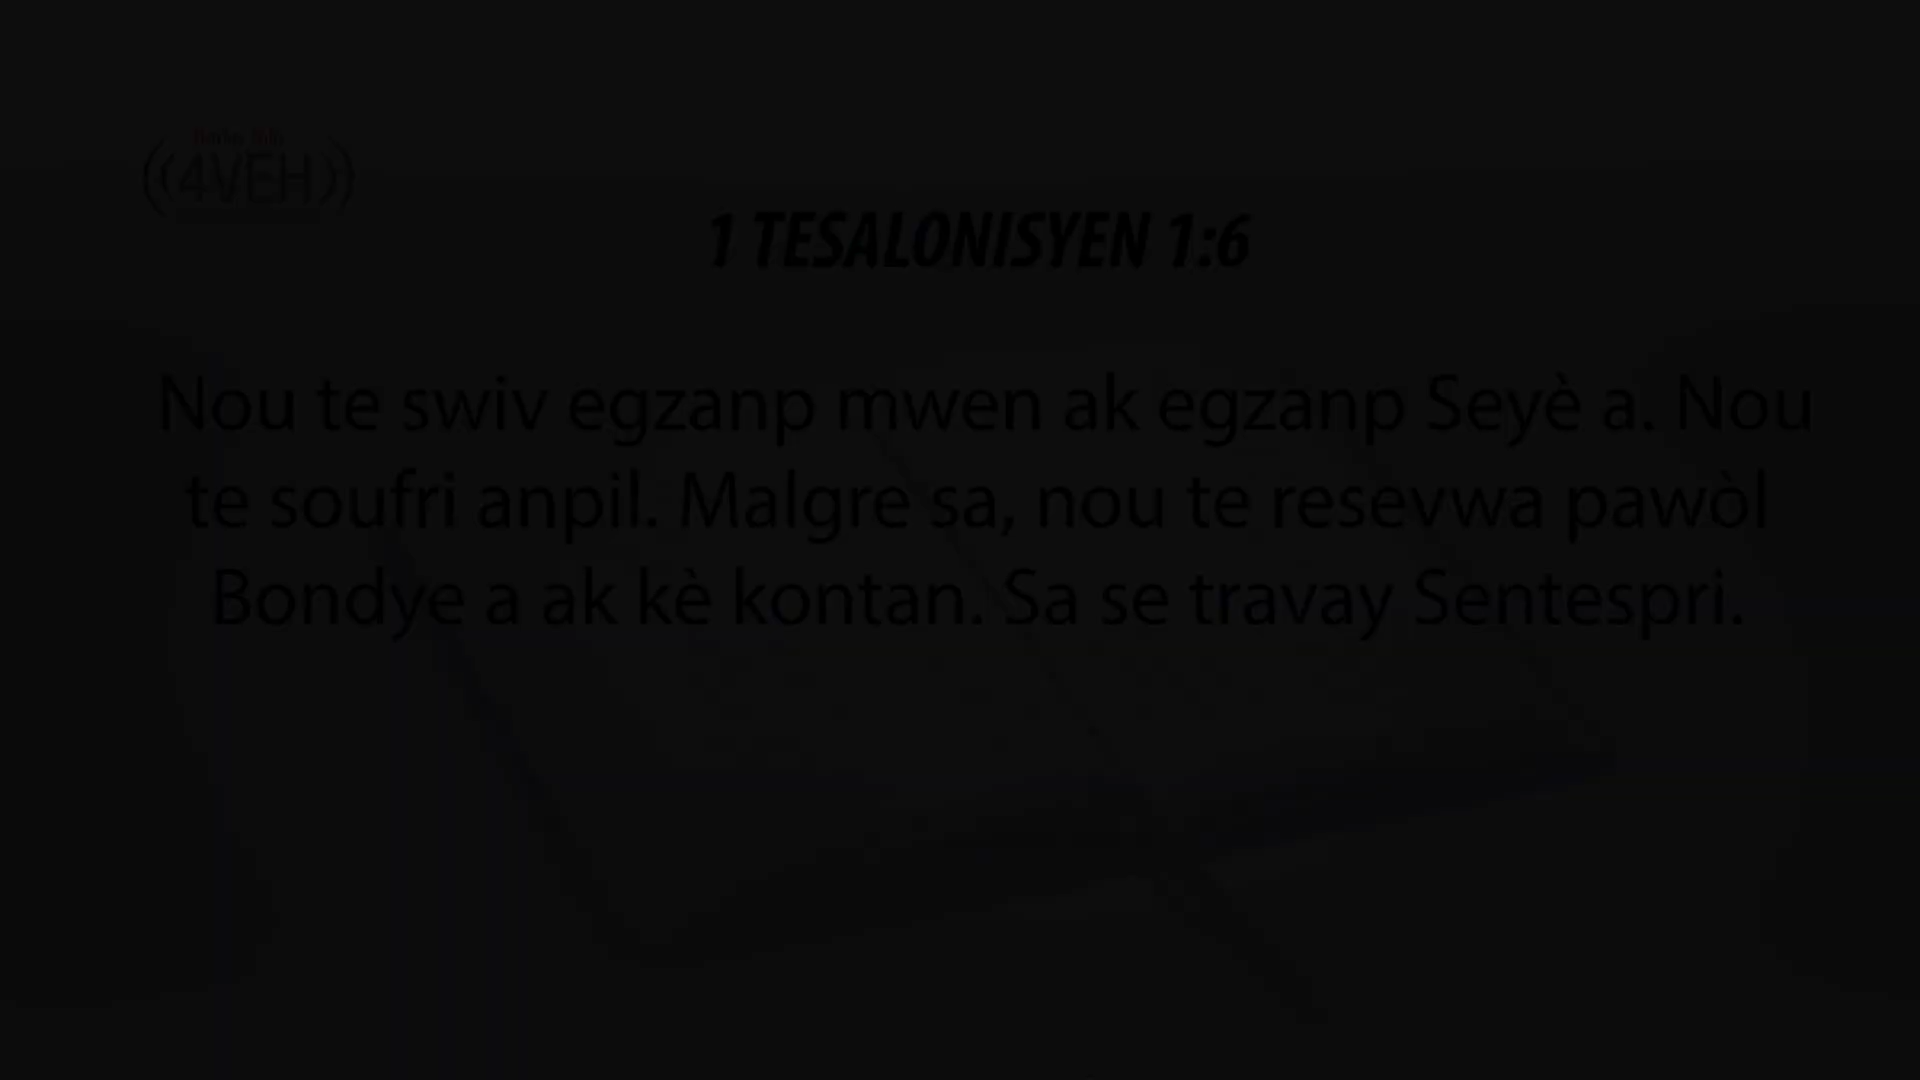 ((4VEH))
1 TESALONISYEN 1:6
Nou te swiv egzanp mwen ak egzanp Seyè a. Nou
te soufri anpil. Malgre sa, nou te resevwa pawòl
Bondye a ak kè kontan. Sa se travay Sentespri.